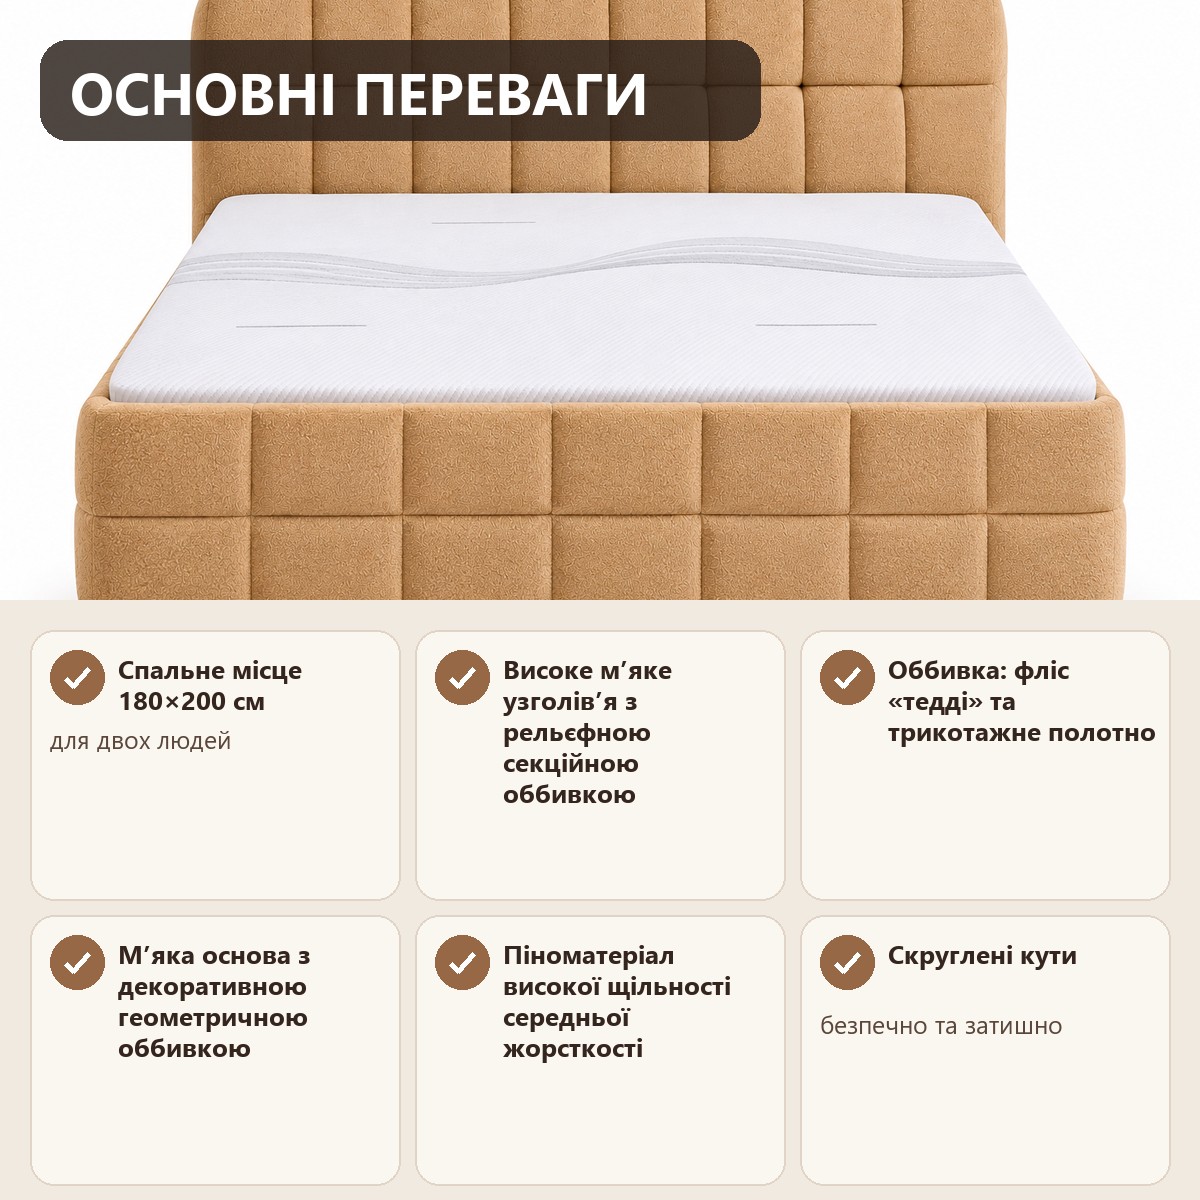 ОСНОВНІ ПЕРЕВАГИ
Спальне місце
180×200 см
для двох людей
Високе м’яке
узголів’я з
рельєфною
секційною
оббивкою
Оббивка: фліс
«тедді» та
трикотажне полотно
М’яка основа з
декоративною
геометричною
оббивкою
Піноматеріал
високої щільності
середньої
жорсткості
Скруглені кути
безпечно та затишно